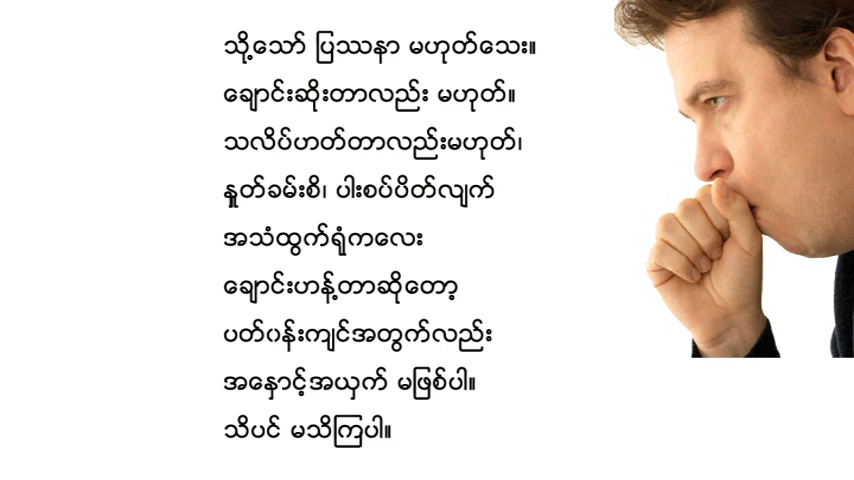 သို့သော် ပြဿနာ မဟုတ်သေး။
ချောင်းဆိုးတာလည်း မဟုတ်။
သလိပ်ဟတ်တာလည်းမဟုတ်၊
နှုတ်ခမ်းစိ၊ ပါးစပ်ပိတ်လျက်
အသံထွက်ရုံကလေး
ချောင်းဟန့်တာဆိုတော့
ပတ်ဝန်းကျင်အတွက်လည်း
အနှောင့်အယှက် မဖြစ်ပါ။
သိပင် မသိကြပါ။